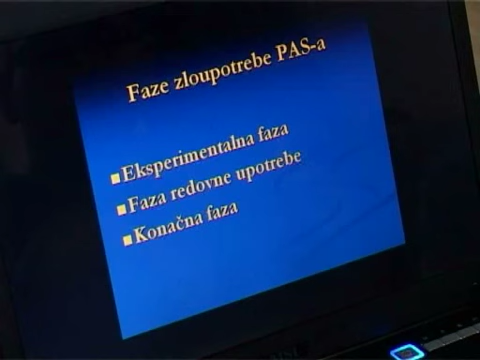 Faze zloupotrebe PAS-a
Eksperimentalna faza
Faza redovne upotrebe
Konačna faza